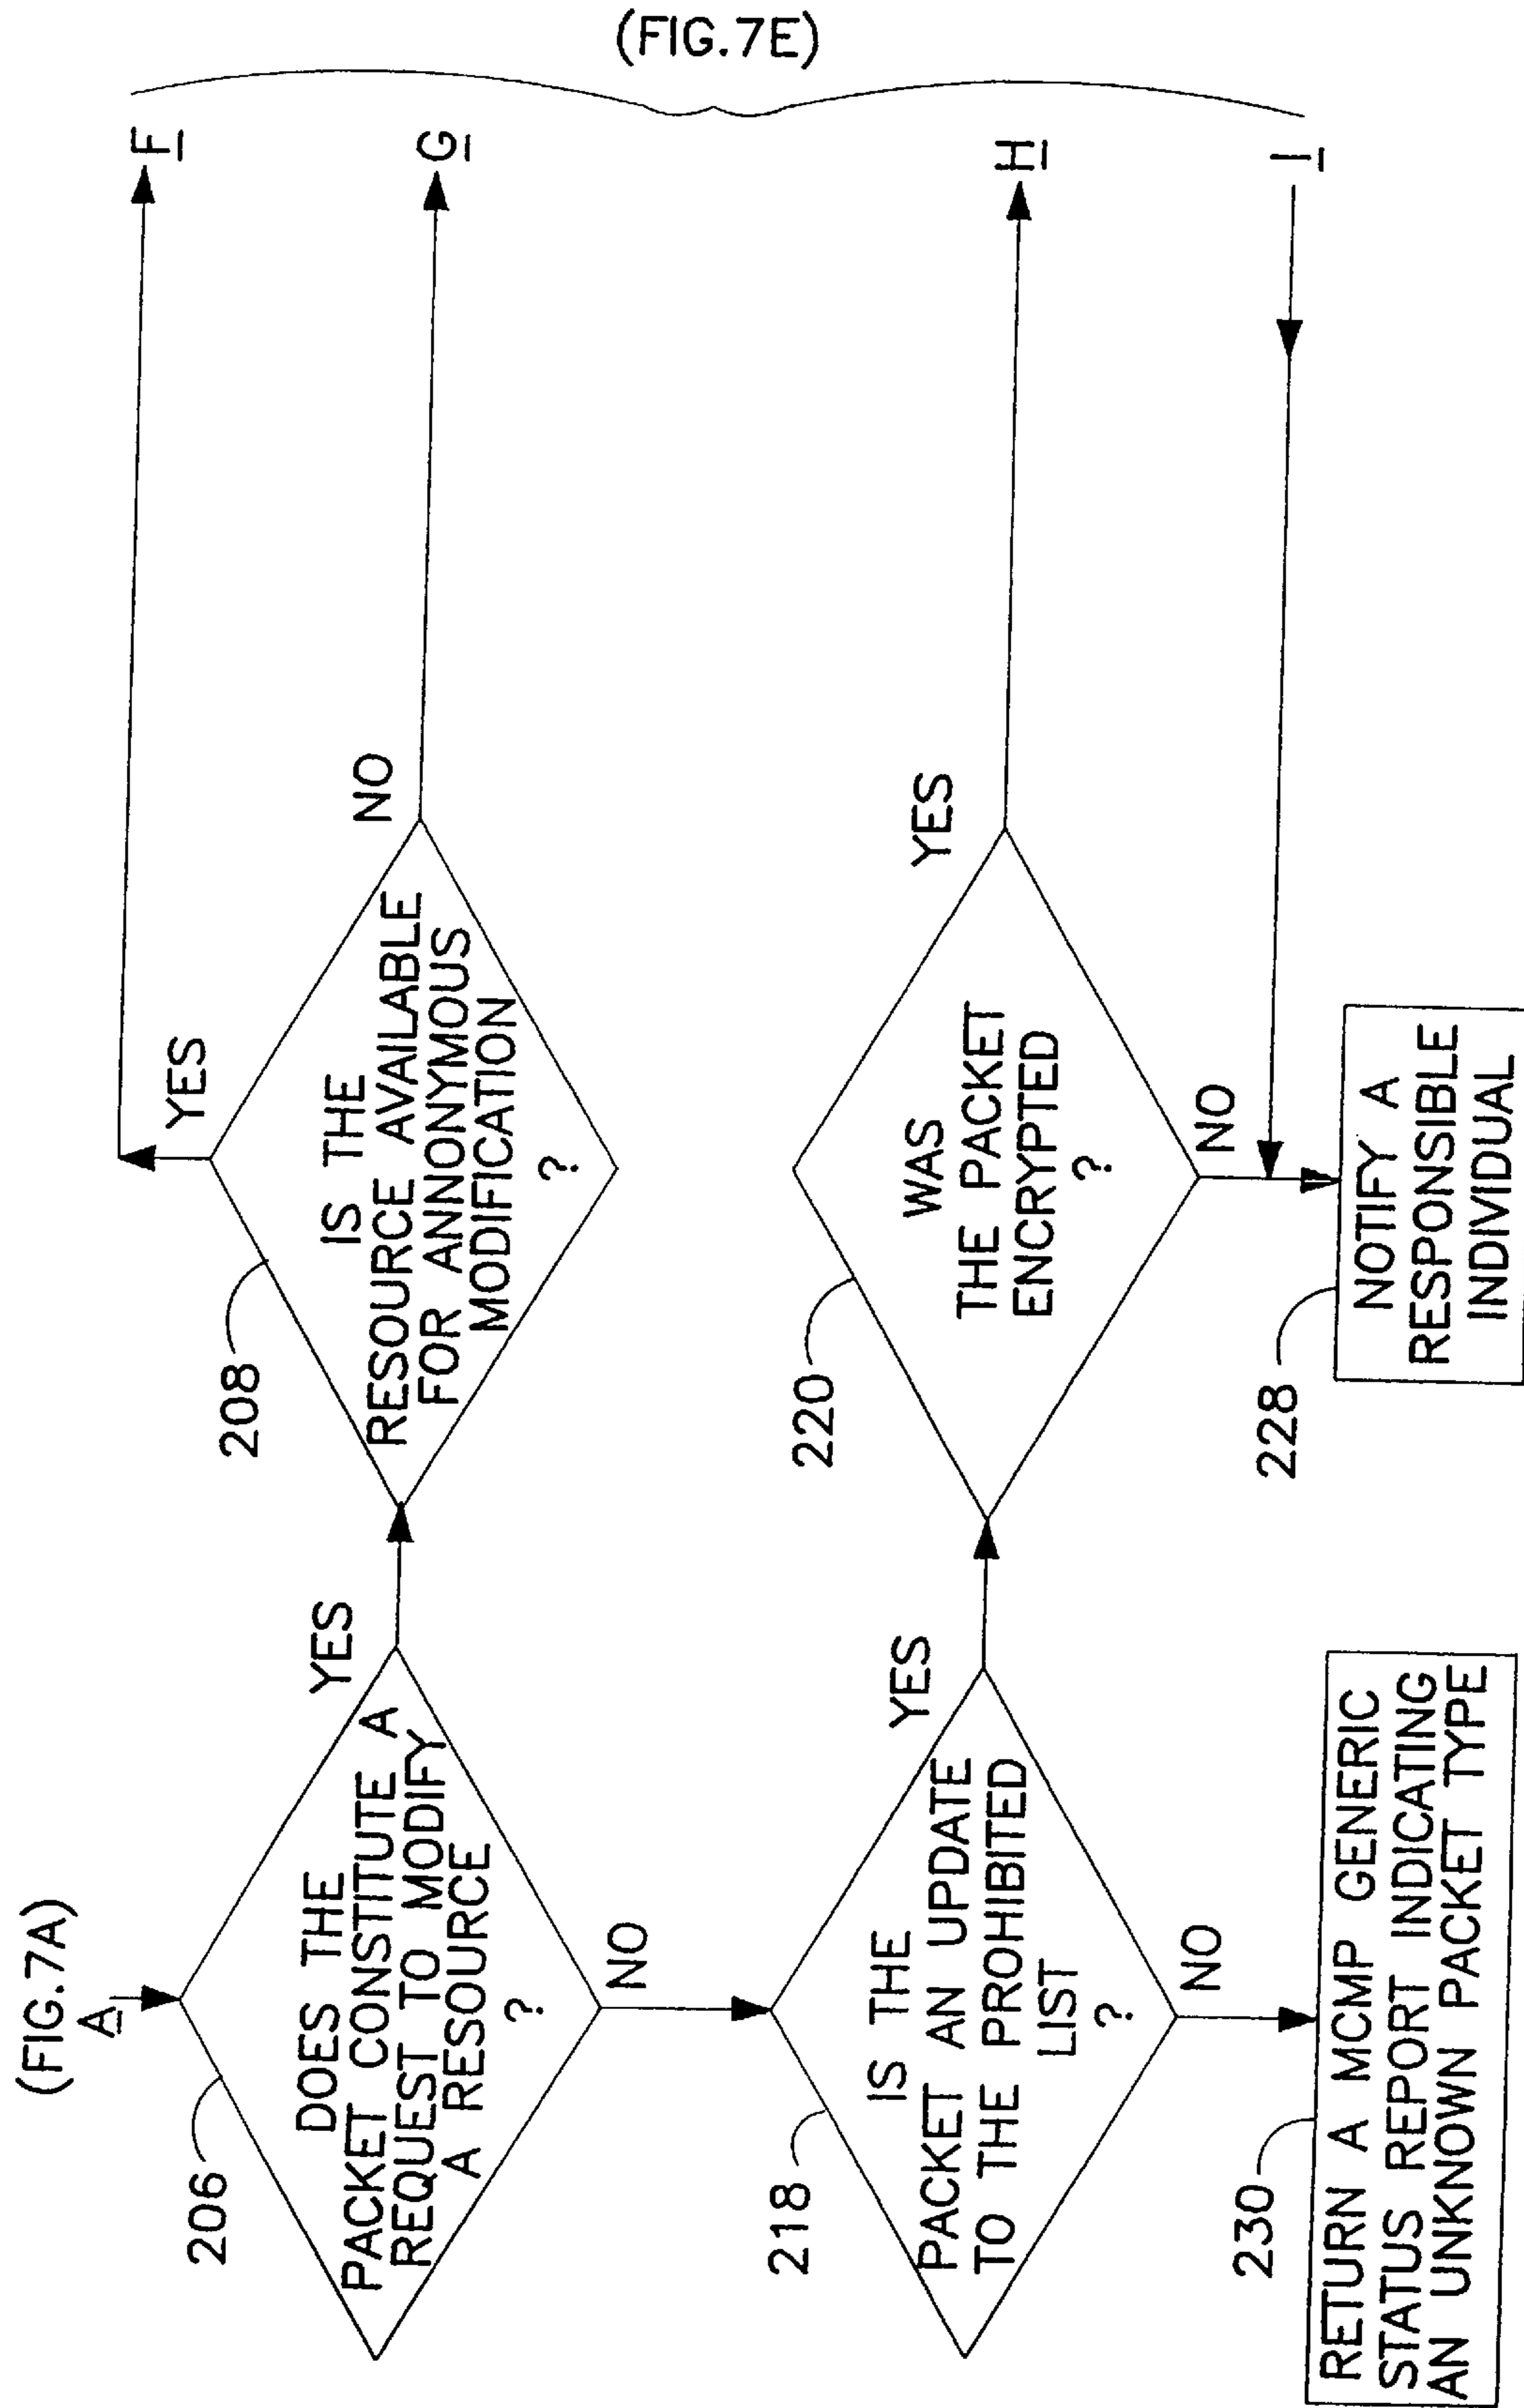 (FIG.7A)
A
206
DOES THE
PACKET CONSTITUTE A
REQUEST TO MODIFY
A RESOURCE
?
YES
NO
208
IS THE
RESOURCE AVAILABLE
FOR ANNONYMOUS
MODIFICATION
?
YES
NO
F
G
218
IS THE
PACKET AN UPDATE
TO THE PROHIBITED
LIST
?
YES
NO
220
WAS
THE PACKET
ENCRYPTED
?
YES
NO
H
I
(FIG.7E)
230
RETURN A MCMP GENERIC
STATUS REPORT INDICATING
AN UNKNOWN PACKET TYPE
228
NOTIFY A
RESPONSIBLE
INDIVIDUAL